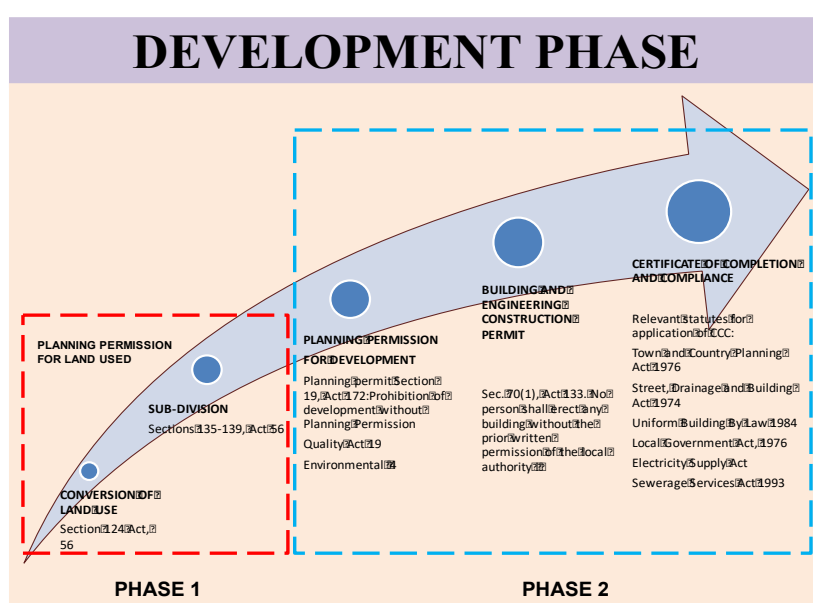 DEVELOPMENT PHASE
PLANNING PERMISSION
FOR LAND USED
CONVERSION OF
LAND USE
Section 124 Act,
56
SUB-DIVISION
Sections 135-139, Act 56
PHASE 1
PLANNING PERMISSION
FOR DEVELOPMENT
Planning permit Section
19, Act 172: Prohibition of
development without
Planning Permission
Quality Act 19
Environmental 4
BUILDING AND
ENGINEERING
CONSTRUCTION
PERMIT
Sec. 70(1), Act 133. No
person shall erect any
building without the
prior written
permission of the local
authority
CERTIFICATE OF COMPLETION
AND COMPLIANCE
Relevant statutes for
application of CCC:
Town and Country Planning
Act 1976
Street, Drainage and Building
Act 1974
Uniform Building By Law 1984
Local Government Act, 1976
Electricity Supply Act
Sewerage Services Act 1993
PHASE 2